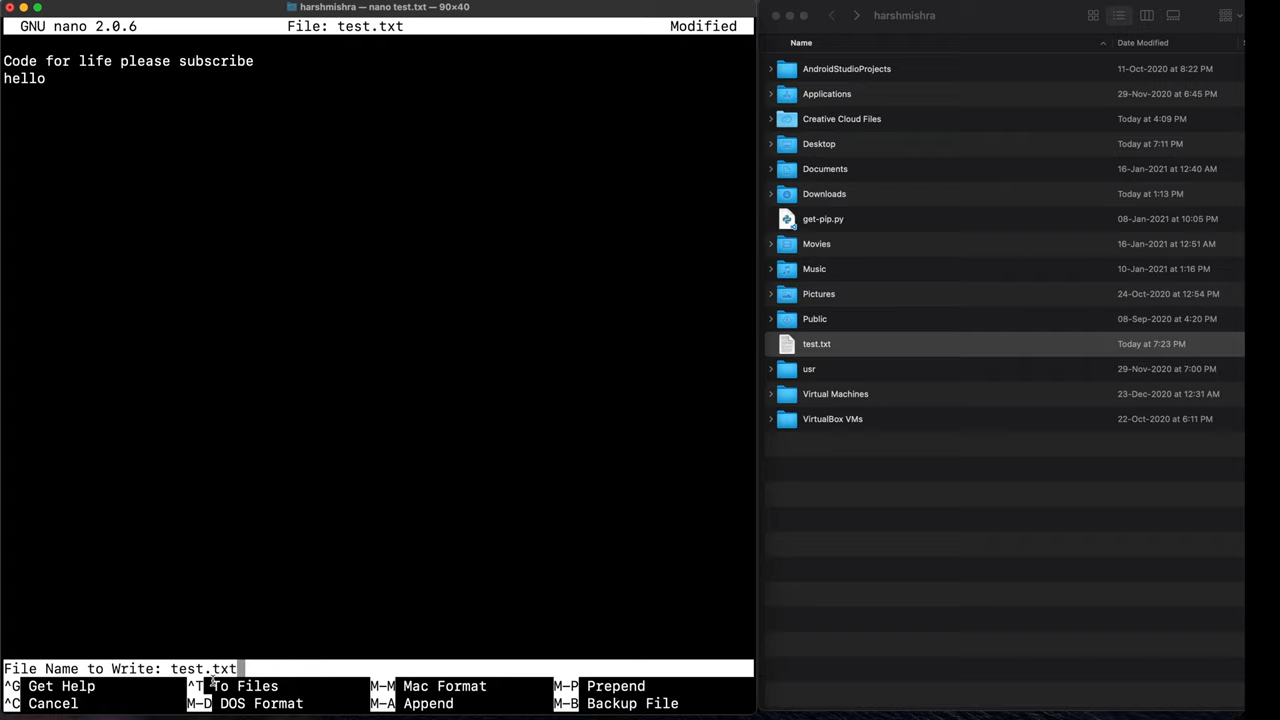 harshmishra — nano test.txt — 90×40
GNU nano 2.0.6 File: test.txt Modified
Code for life please subscribe
hello
File Name to Write: test.txt
^G Get Help ^T To Files M-M Mac Format M-P Prepend
^C Cancel M-D DOS Format M-A Append M-B Backup File
harshmishra
Name Date Modified
AndroidStudioProjects 11-Oct-2020 at 8:22 PM
Applications 29-Nov-2020 at 6:45 PM
Creative Cloud Files Today at 4:09 PM
Desktop Today at 7:11 PM
Documents 16-Jan-2021 at 12:40 AM
Downloads Today at 1:13 PM
get-pip.py 08-Jan-2021 at 10:05 PM
Movies 16-Jan-2021 at 12:51 AM
Music 10-Jan-2021 at 1:16 PM
Pictures 24-Oct-2020 at 12:54 PM
Public 08-Sep-2020 at 4:20 PM
test.txt Today at 7:23 PM
usr 29-Nov-2020 at 7:00 PM
Virtual Machines 23-Dec-2020 at 12:31 AM
VirtualBox VMs 22-Oct-2020 at 6:11 PM